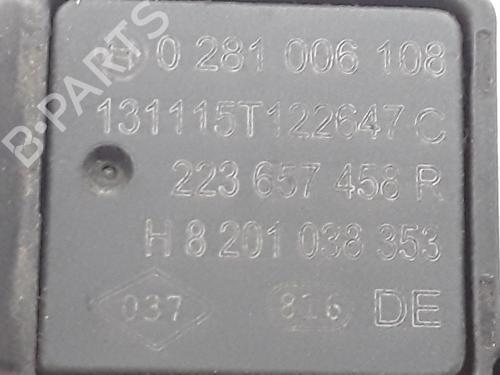 B-PARTS
0 281 006 108
131115T122647 C
223 657 458 R
H 8 201 038 353
037 816 DE